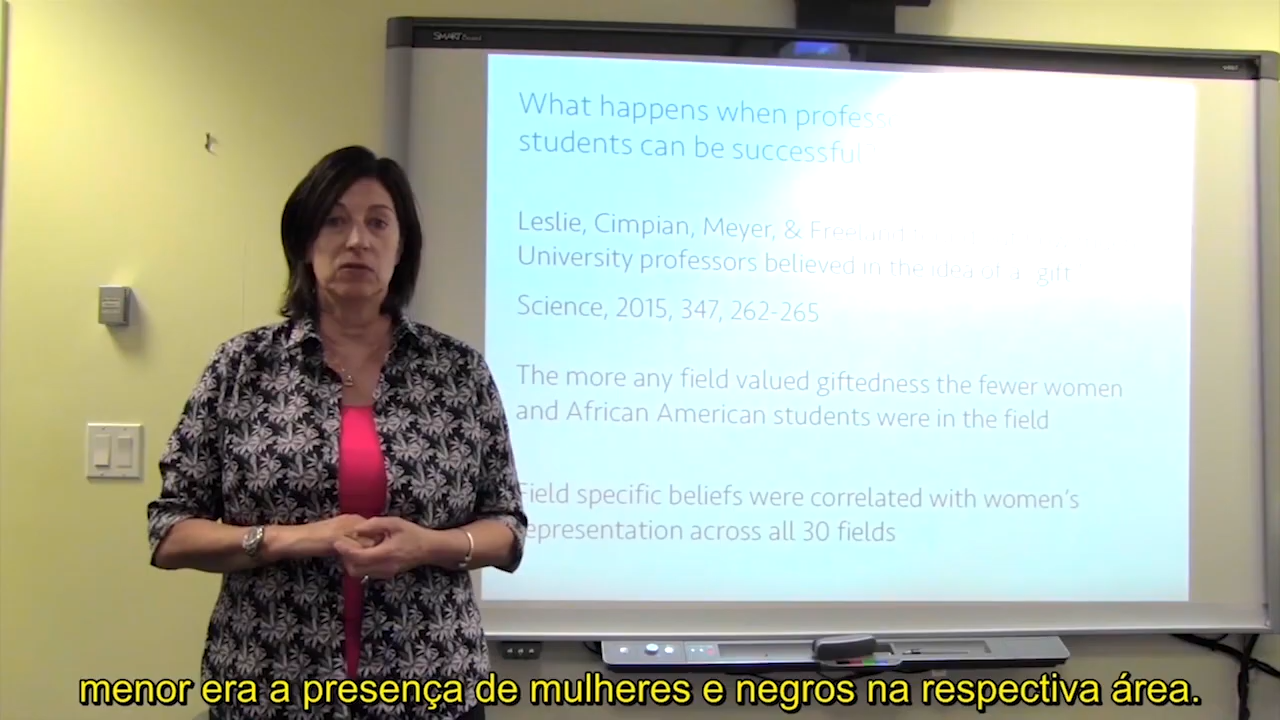 SMART Board
What happens when profess
students can be successful?
Leslie, Cimpian, Meyer, & Freeland
University professors believed in the idea of a gift
Science, 2015, 347, 262-265
The more any field valued giftedness the fewer women
and African American students were in the field
Field specific beliefs were correlated with women's
representation across all 30 fields
menor era a presença de mulheres e negros na respectiva área.